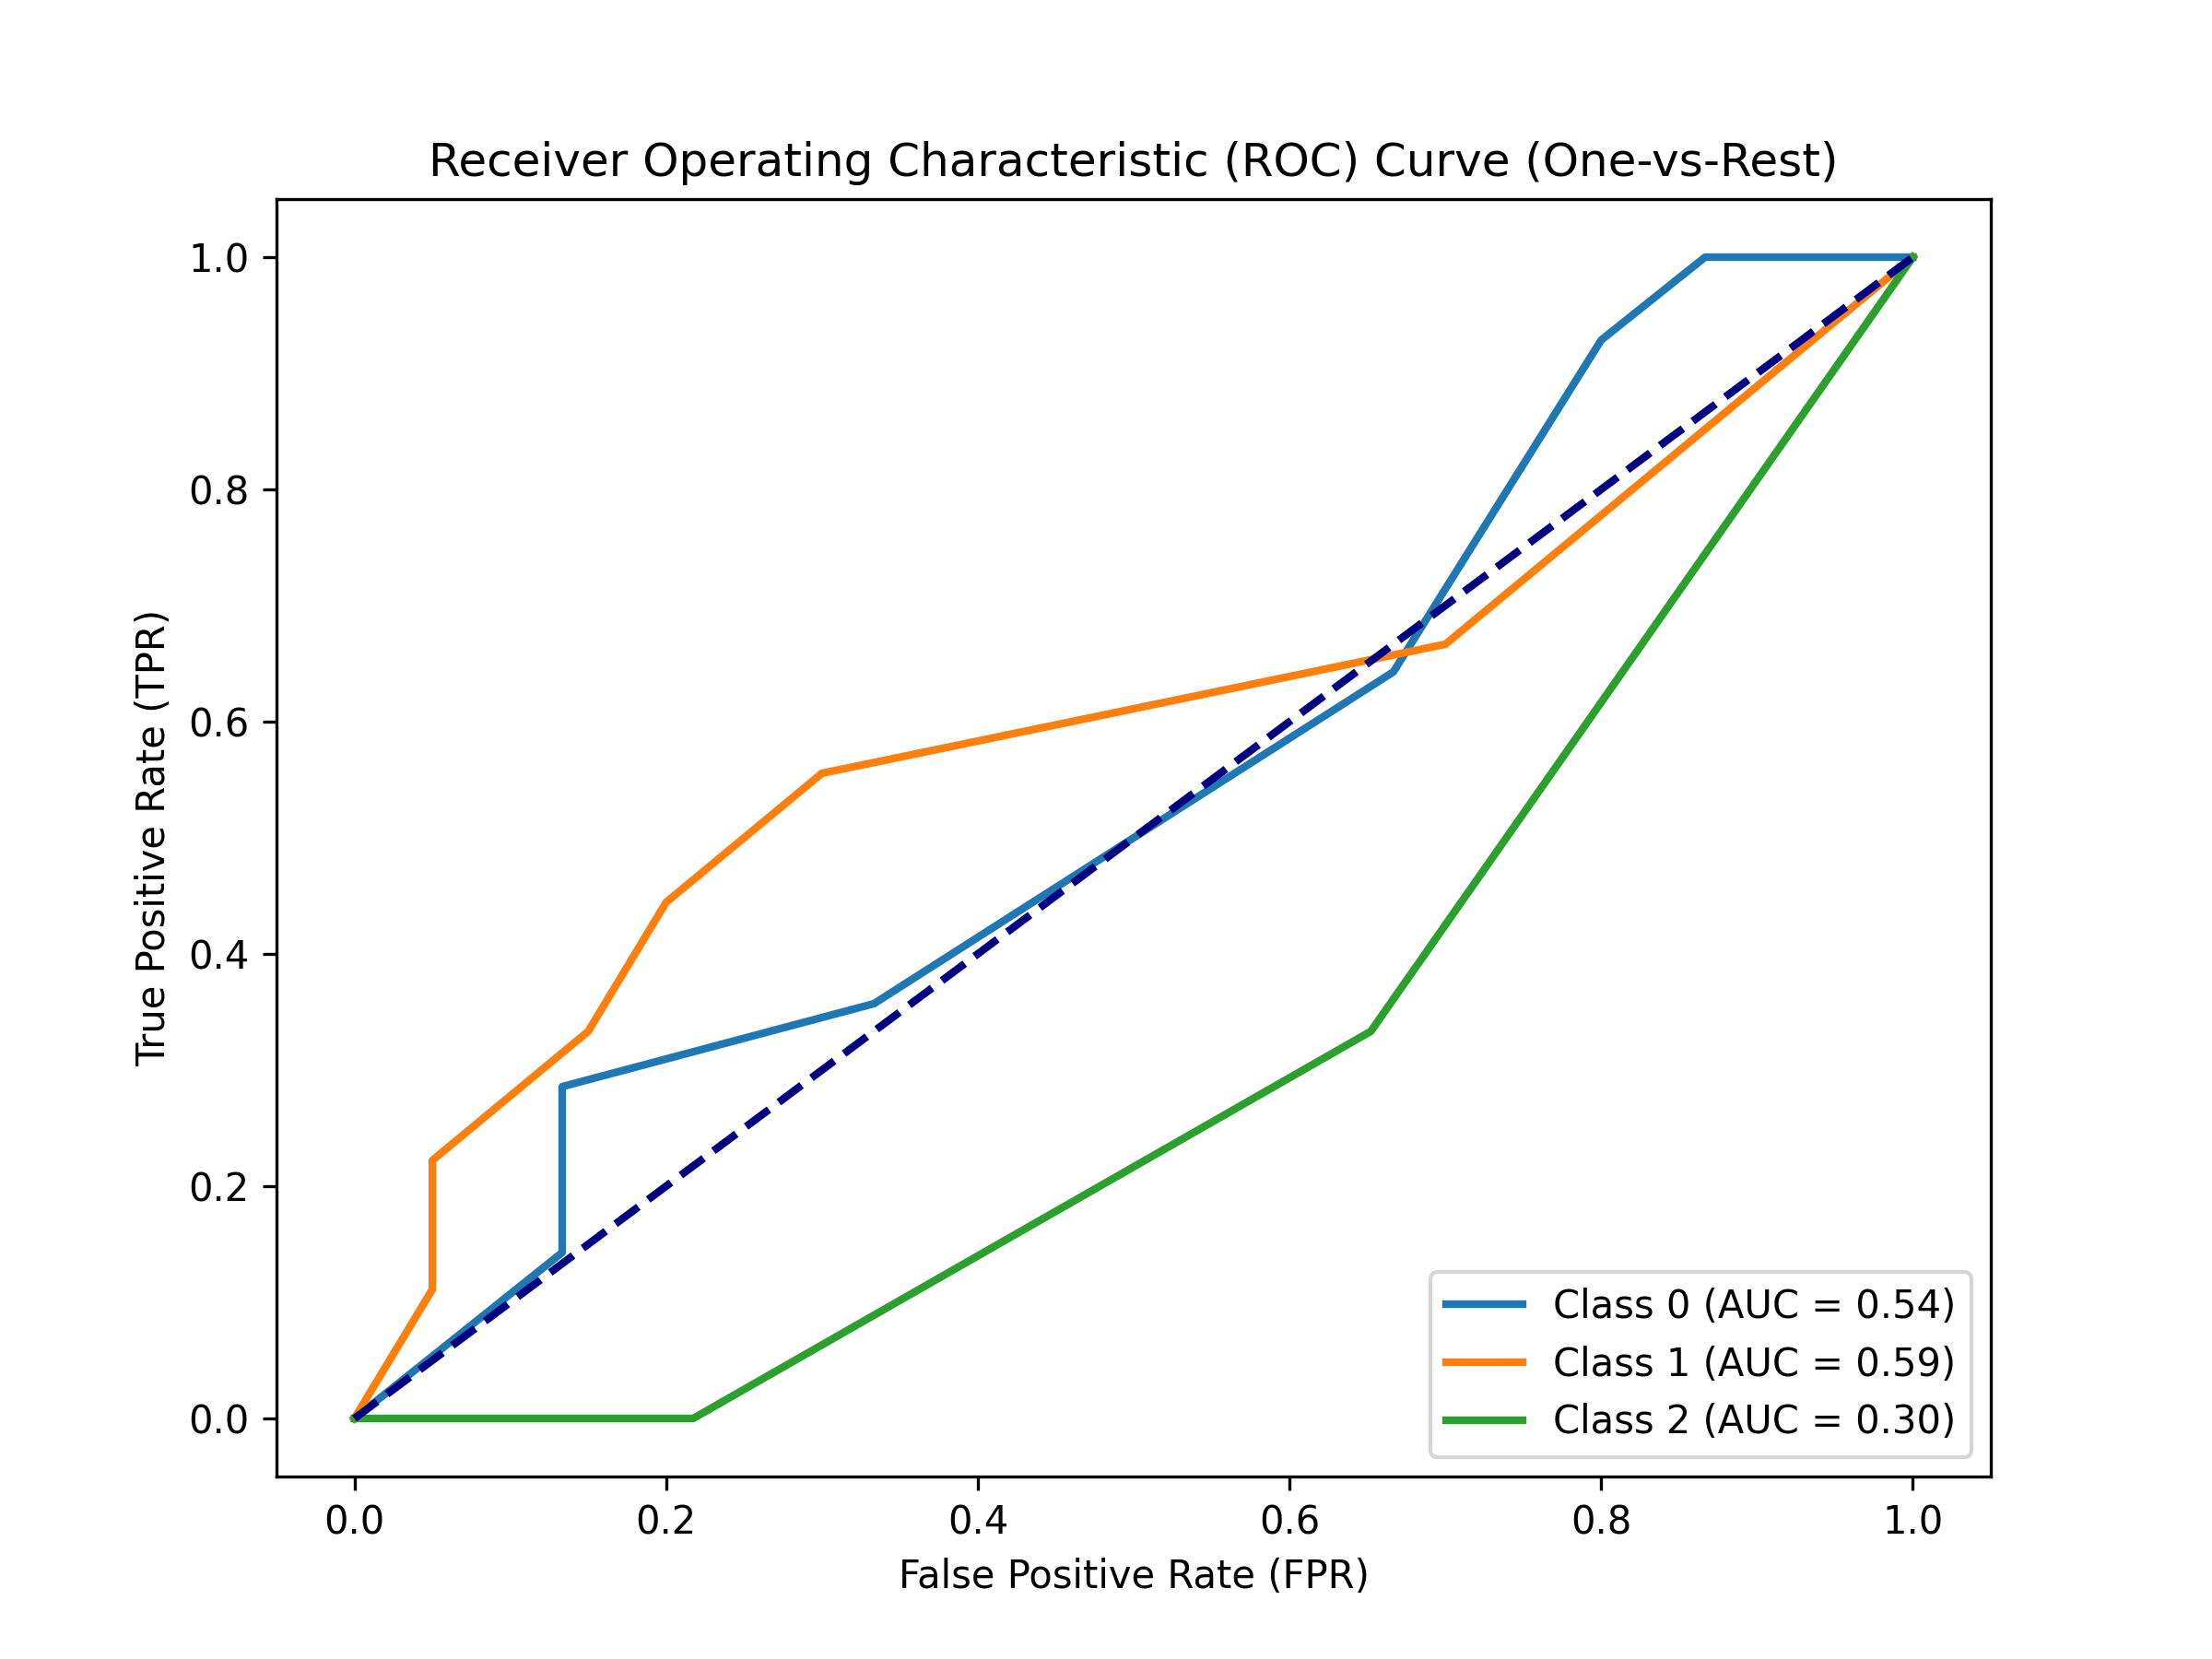 Receiver Operating Characteristic (ROC) Curve (One-vs-Rest)
True Positive Rate (TPR)
1.0
0.8
0.6
0.4
0.2
0.0
Class 0 (AUC = 0.54)
Class 1 (AUC = 0.59)
Class 2 (AUC = 0.30)
0.0 0.2 0.4 0.6 0.8 1.0
False Positive Rate (FPR)